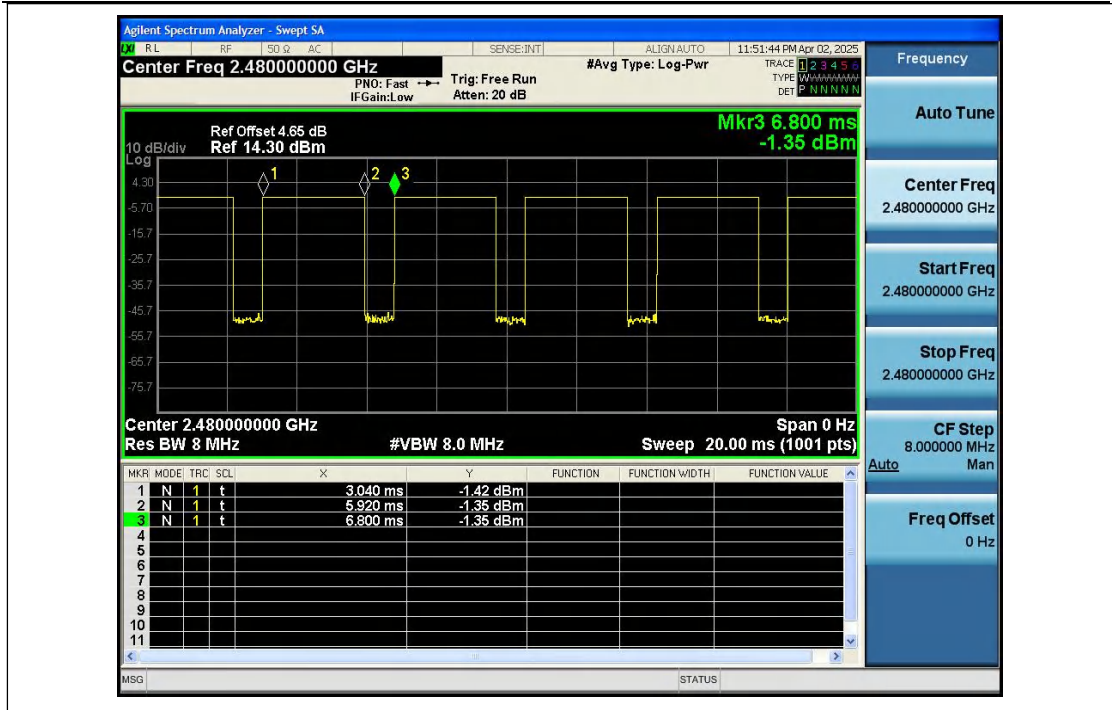 Agilent Spectrum Analyzer - Swept SA
LXI RL RF 50 Ω AC SENSE:INT ALIGN AUTO 11:51:44 PM Apr 02, 2025
Center Freq 2.480000000 GHz #Avg Type: Log-Pwr TRACE 1 2 3 4 5 6
PNO: Fast Trig: Free Run TYPE WWWWWW
IFGain:Low Atten: 20 dB DET P N N N N N
Mkr3 6.800 ms
-1.35 dBm
Ref Offset 4.65 dB
10 dB/div Ref 14.30 dBm
Log
1 2 3
4.30
-5.70
-15.7
-25.7
-35.7
-45.7
-55.7
-65.7
-75.7
Center 2.480000000 GHz Span 0 Hz
Res BW 8 MHz #VBW 8.0 MHz Sweep 20.00 ms (1001 pts)
MKR MODE TRC SCL X Y FUNCTION FUNCTION WIDTH FUNCTION VALUE
1 N 1 t 3.040 ms -1.42 dBm
2 N 1 t 5.920 ms -1.35 dBm
3 N 1 t 6.800 ms -1.35 dBm
4
5
6
7
8
9
10
11
MSG STATUS
Frequency
Auto Tune
Center Freq
2.480000000 GHz
Start Freq
2.480000000 GHz
Stop Freq
2.480000000 GHz
CF Step
8.000000 MHz
Auto Man
Freq Offset
0 Hz